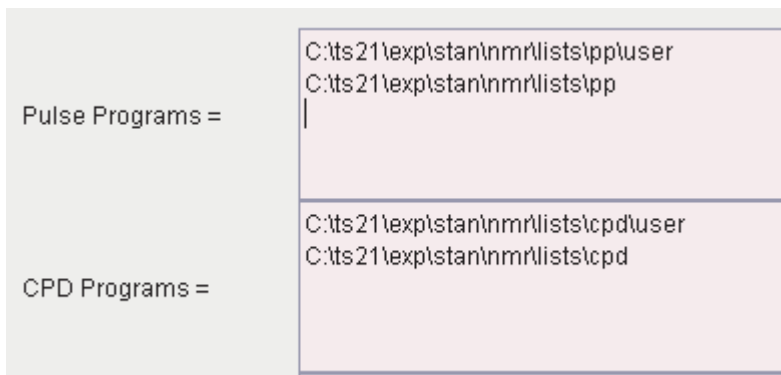 C:\ts21\exp\stan\nmr\lists\pp\user
C:\ts21\exp\stan\nmr\lists\pp
Pulse Programs =
C:\ts21\exp\stan\nmr\lists\cpd\user
C:\ts21\exp\stan\nmr\lists\cpd
CPD Programs =